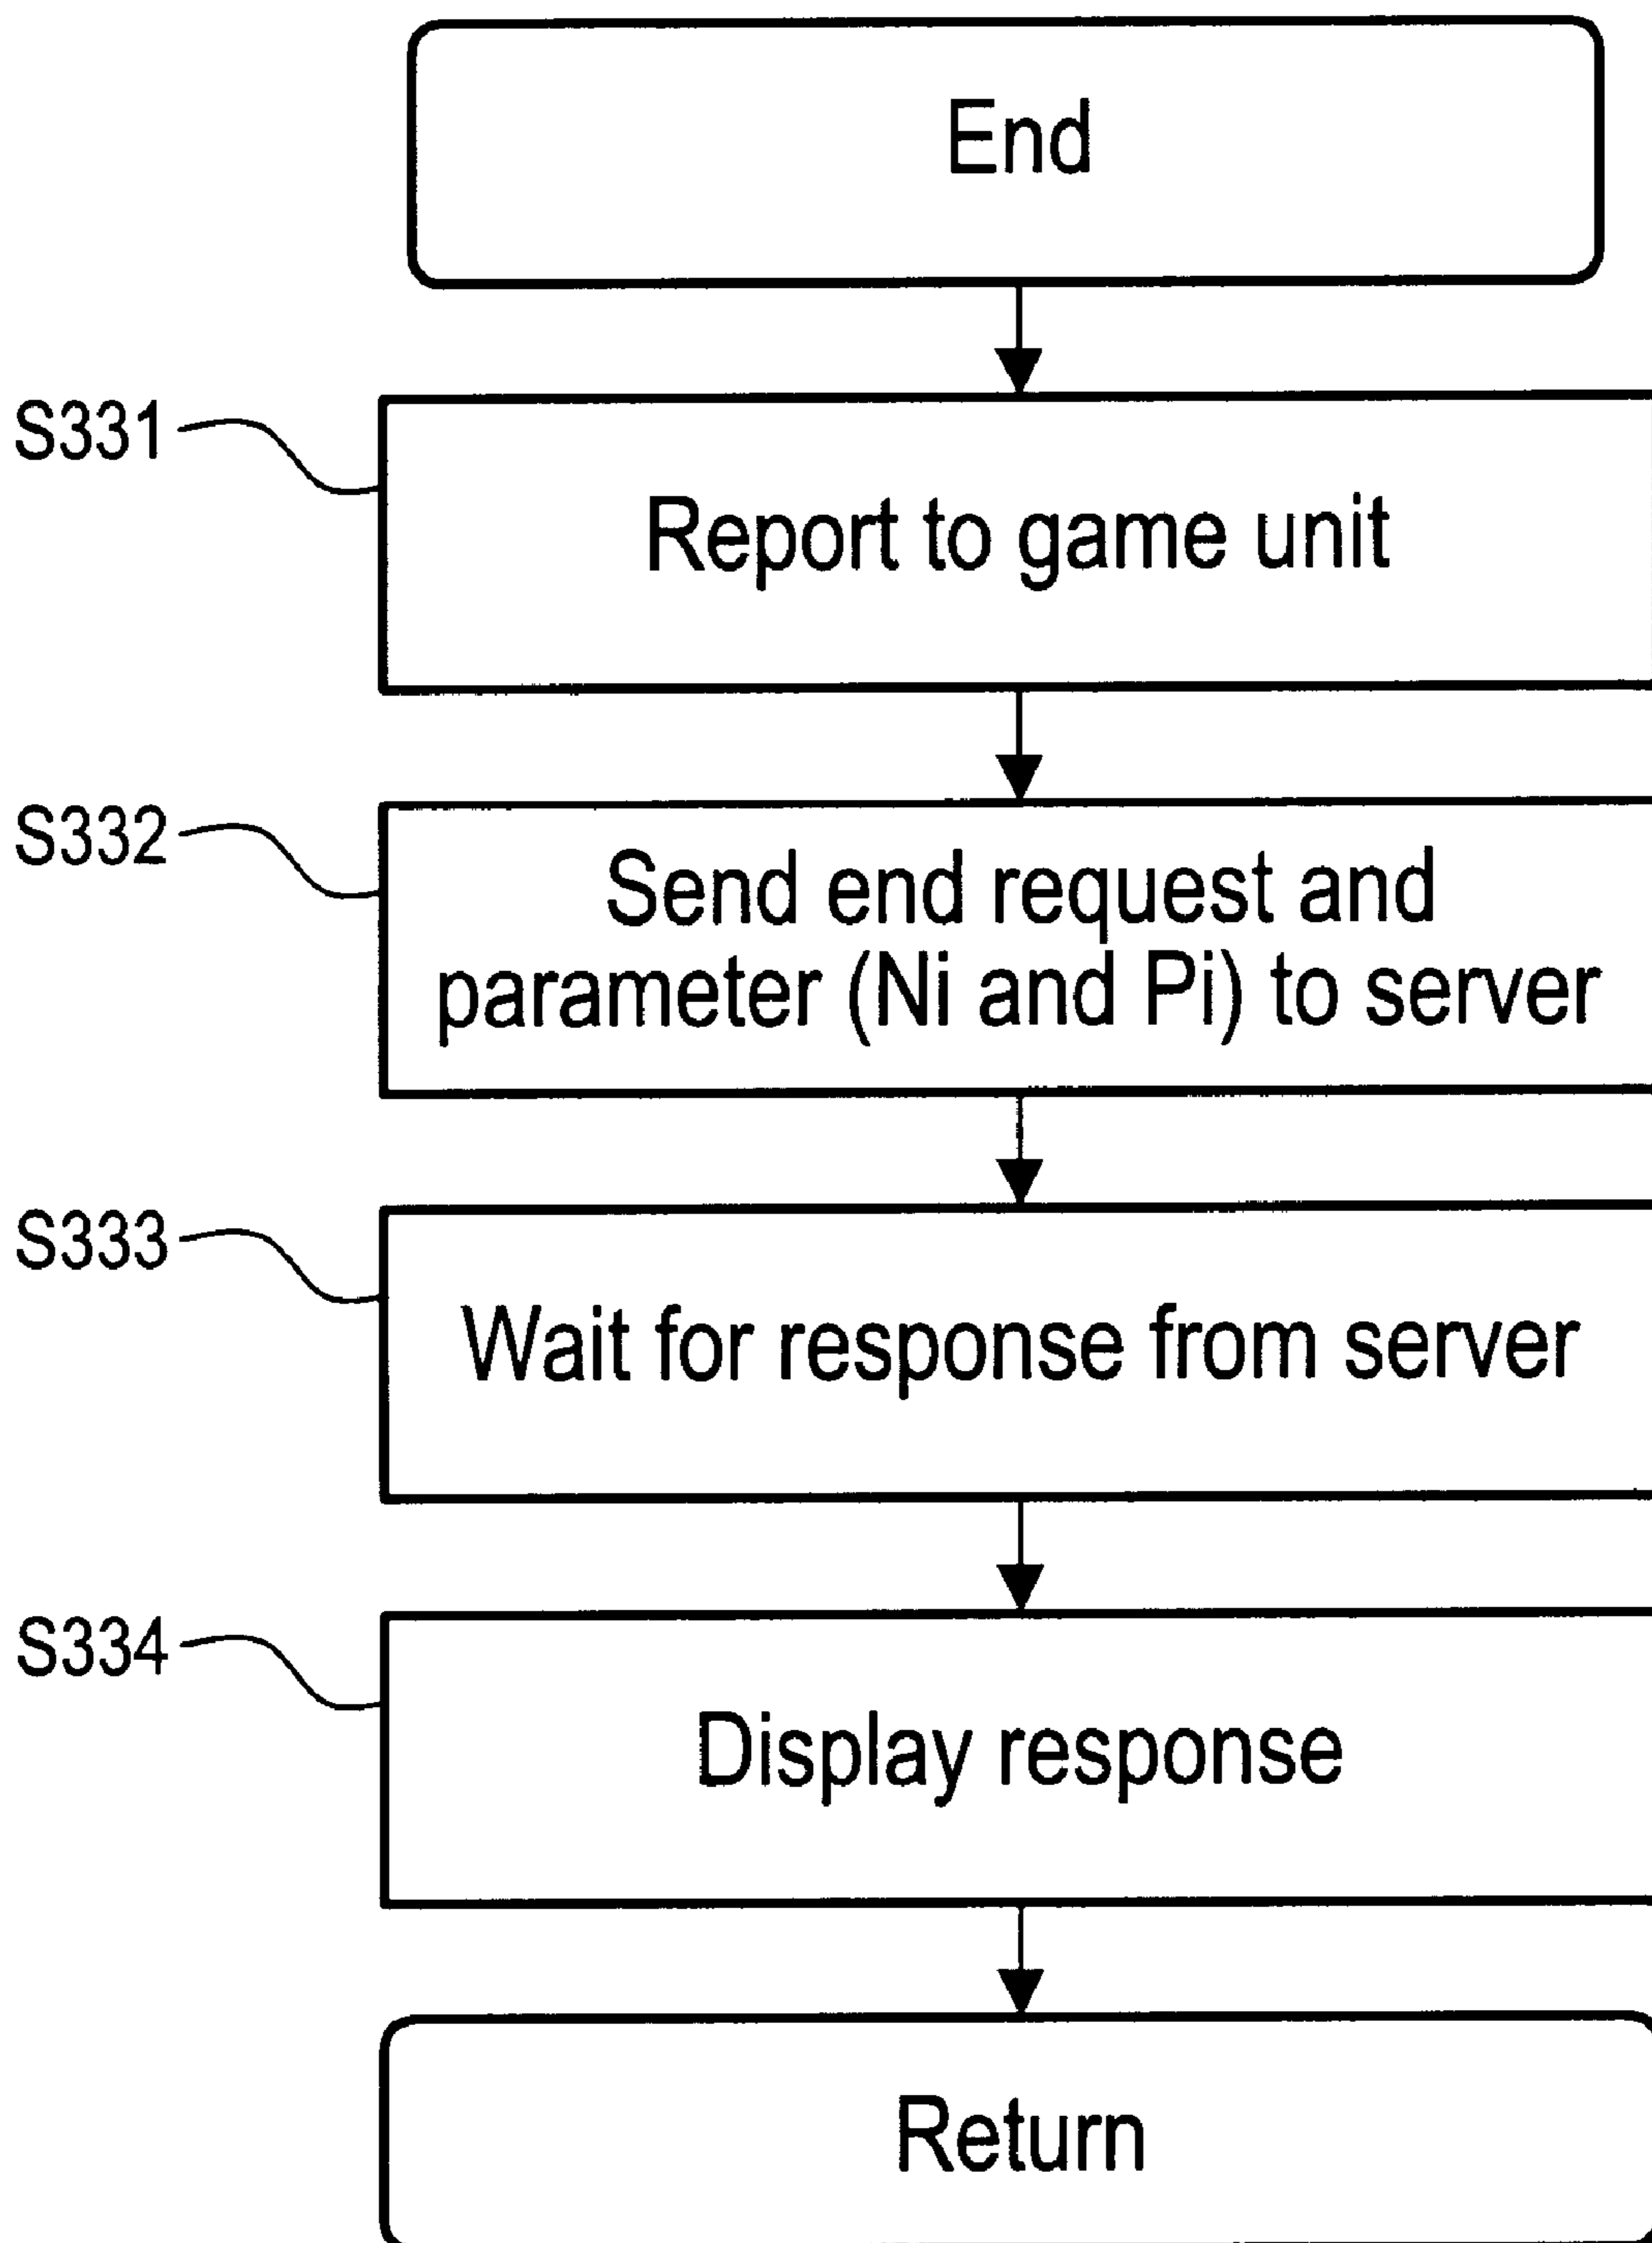 End
S331
Report to game unit
S332
Send end request and
parameter (Ni and Pi) to server
S333
Wait for response from server
S334
Display response
Return